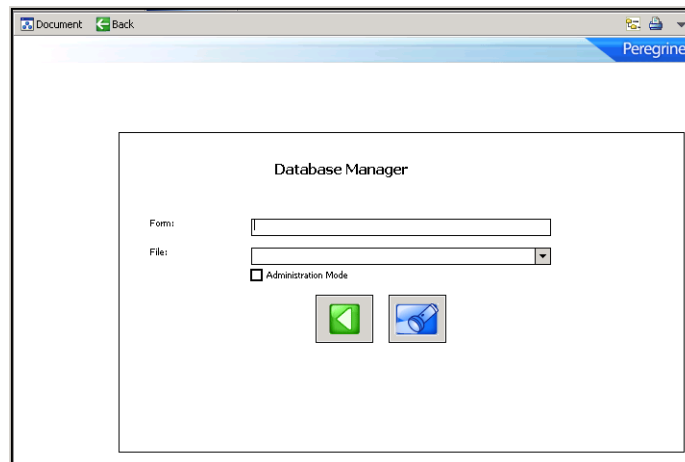 Document Back
Peregrine
Database Manager
Form:
File:
Administration Mode